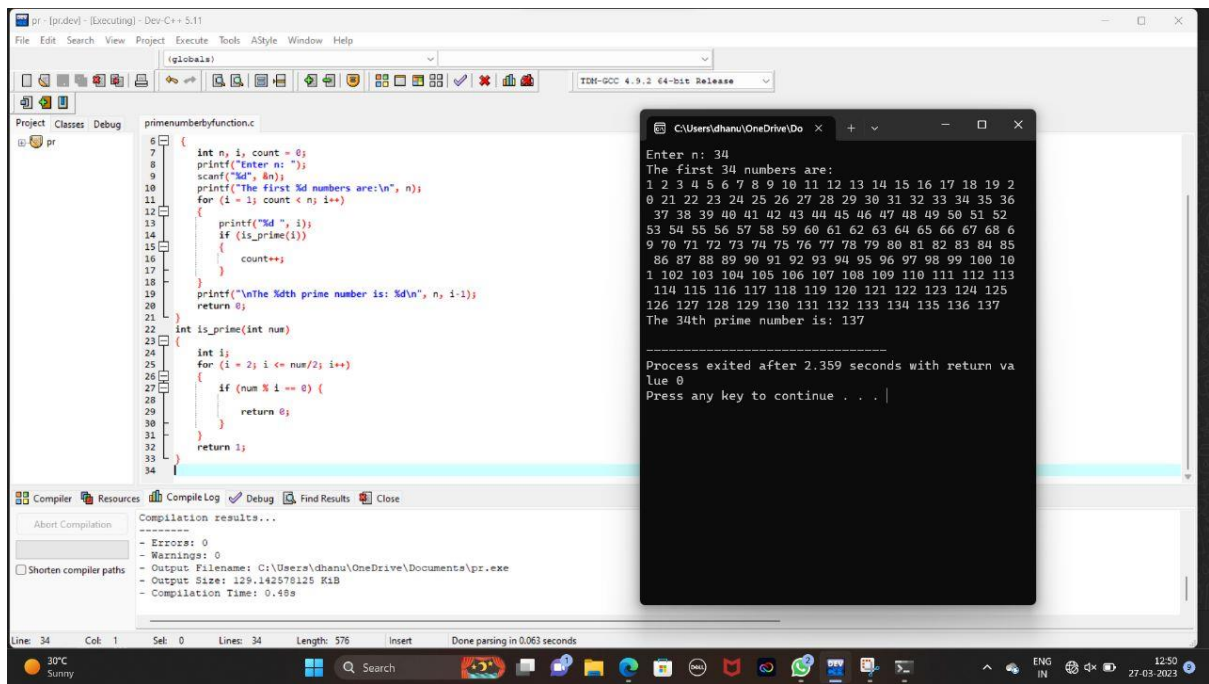 pr - [pr.dev] - [Executing] - Dev-C++ 5.11
File Edit Search View Project Execute Tools AStyle Window Help
(globals)
TDM-GCC 4.9.2 64-bit Release
Project Classes Debug
primenumberbyfunction.c
pr
6 {
7 int n, i, count = 0;
8 printf("Enter n: ");
9 scanf("%d", &n);
10 printf("The first %d numbers are:\n", n);
11 for (i = 1; count < n; i++)
12 {
13 printf("%d ", i);
14 if (is_prime(i))
15 {
16 count++;
17 }
18 }
19 printf("\nThe %dth prime number is: %d\n", n, i-1);
20 return 0;
21 }
22 int is_prime(int num)
23 {
24 int i;
25 for (i = 2; i <= num/2; i++)
26 {
27 if (num % i == 0) {
28
29 return 0;
30 }
31 }
32 return 1;
33 }
34
C:\Users\dhanu\OneDrive\Do
Enter n: 34
The first 34 numbers are:
1 2 3 4 5 6 7 8 9 10 11 12 13 14 15 16 17 18 19 2
0 21 22 23 24 25 26 27 28 29 30 31 32 33 34 35 36
37 38 39 40 41 42 43 44 45 46 47 48 49 50 51 52
53 54 55 56 57 58 59 60 61 62 63 64 65 66 67 68 6
9 70 71 72 73 74 75 76 77 78 79 80 81 82 83 84 85
86 87 88 89 90 91 92 93 94 95 96 97 98 99 100 10
1 102 103 104 105 106 107 108 109 110 111 112 113
114 115 116 117 118 119 120 121 122 123 124 125
126 127 128 129 130 131 132 133 134 135 136 137
The 34th prime number is: 137
--------------------------------
Process exited after 2.359 seconds with return va
lue 0
Press any key to continue . . .
Compiler Resources Compile Log Debug Find Results Close
Abort Compilation
Shorten compiler paths
Compilation results...
--------
- Errors: 0
- Warnings: 0
- Output Filename: C:\Users\dhanu\OneDrive\Documents\pr.exe
- Output Size: 129.142578125 KiB
- Compilation Time: 0.48s
Line: 34 Col: 1 Sel: 0 Lines: 34 Length: 576 Insert Done parsing in 0.063 seconds
30°C
Sunny
Search
DELL
DEV
ENG
IN
12:50
27-03-2023
9